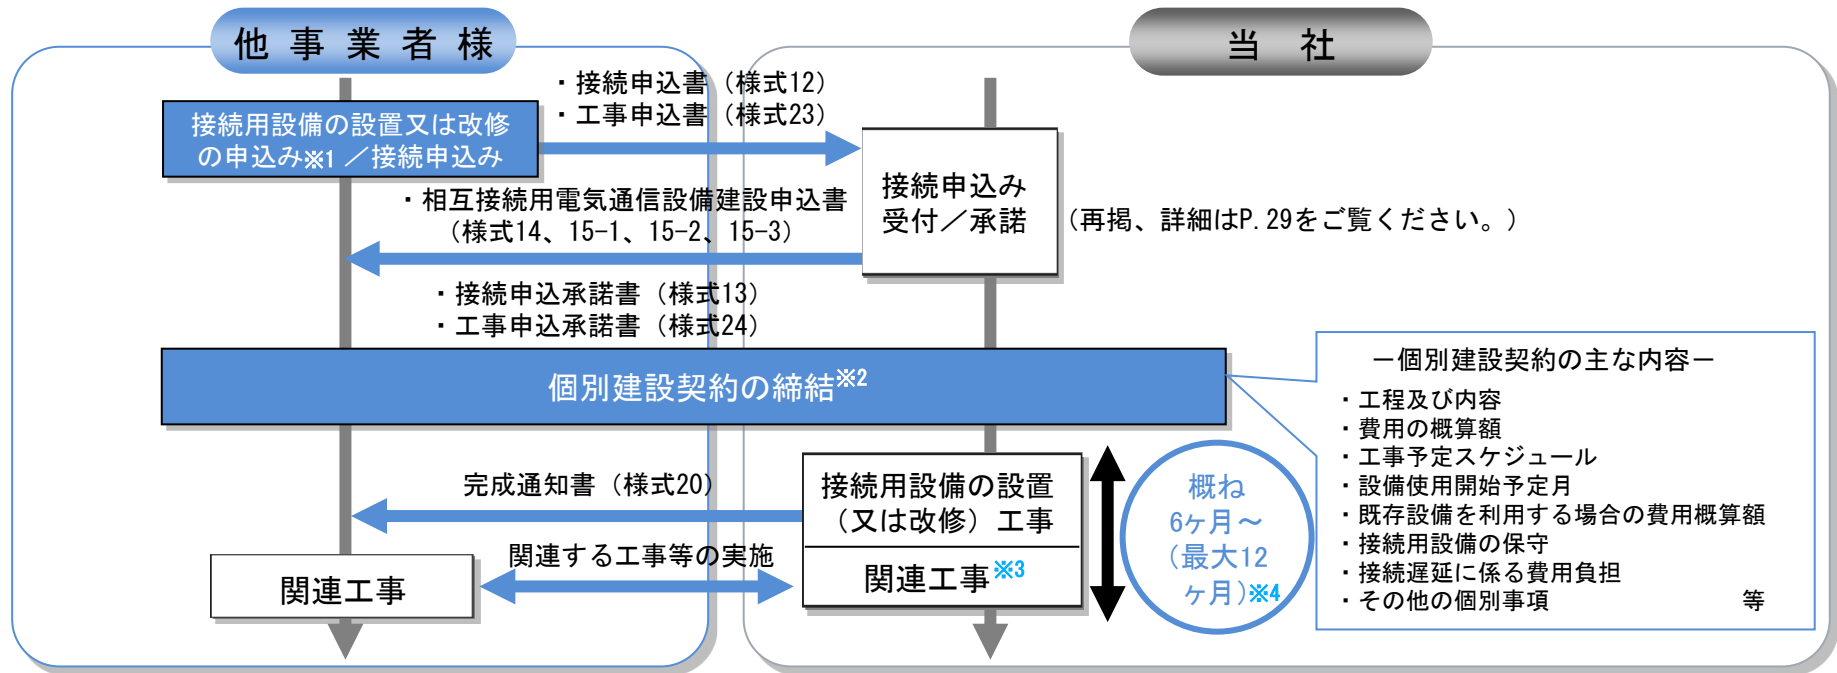 他事業者様
当社
・接続申込書（様式12）
・工事申込書（様式23）
接続用設備の設置又は改修
の申込み※1 ／接続申込み
接続申込み
受付／承諾
（再掲、詳細はP.29をご覧ください。）
・相互接続用電気通信設備建設申込書
（様式14、15-1、15-2、15-3）
・接続申込承諾書（様式13）
・工事申込承諾書（様式24）
個別建設契約の締結※2
－個別建設契約の主な内容－
・工程及び内容
・費用の概算額
・工事予定スケジュール
・設備使用開始予定月
・既存設備を利用する場合の費用概算額
・接続用設備の保守
・接続遅延に係る費用負担
・その他の個別事項 等
完成通知書（様式20）
接続用設備の設置
（又は改修）工事
関連工事※3
概ね
6ヶ月～
（最大12
ヶ月）※4
関連する工事等の実施
関連工事